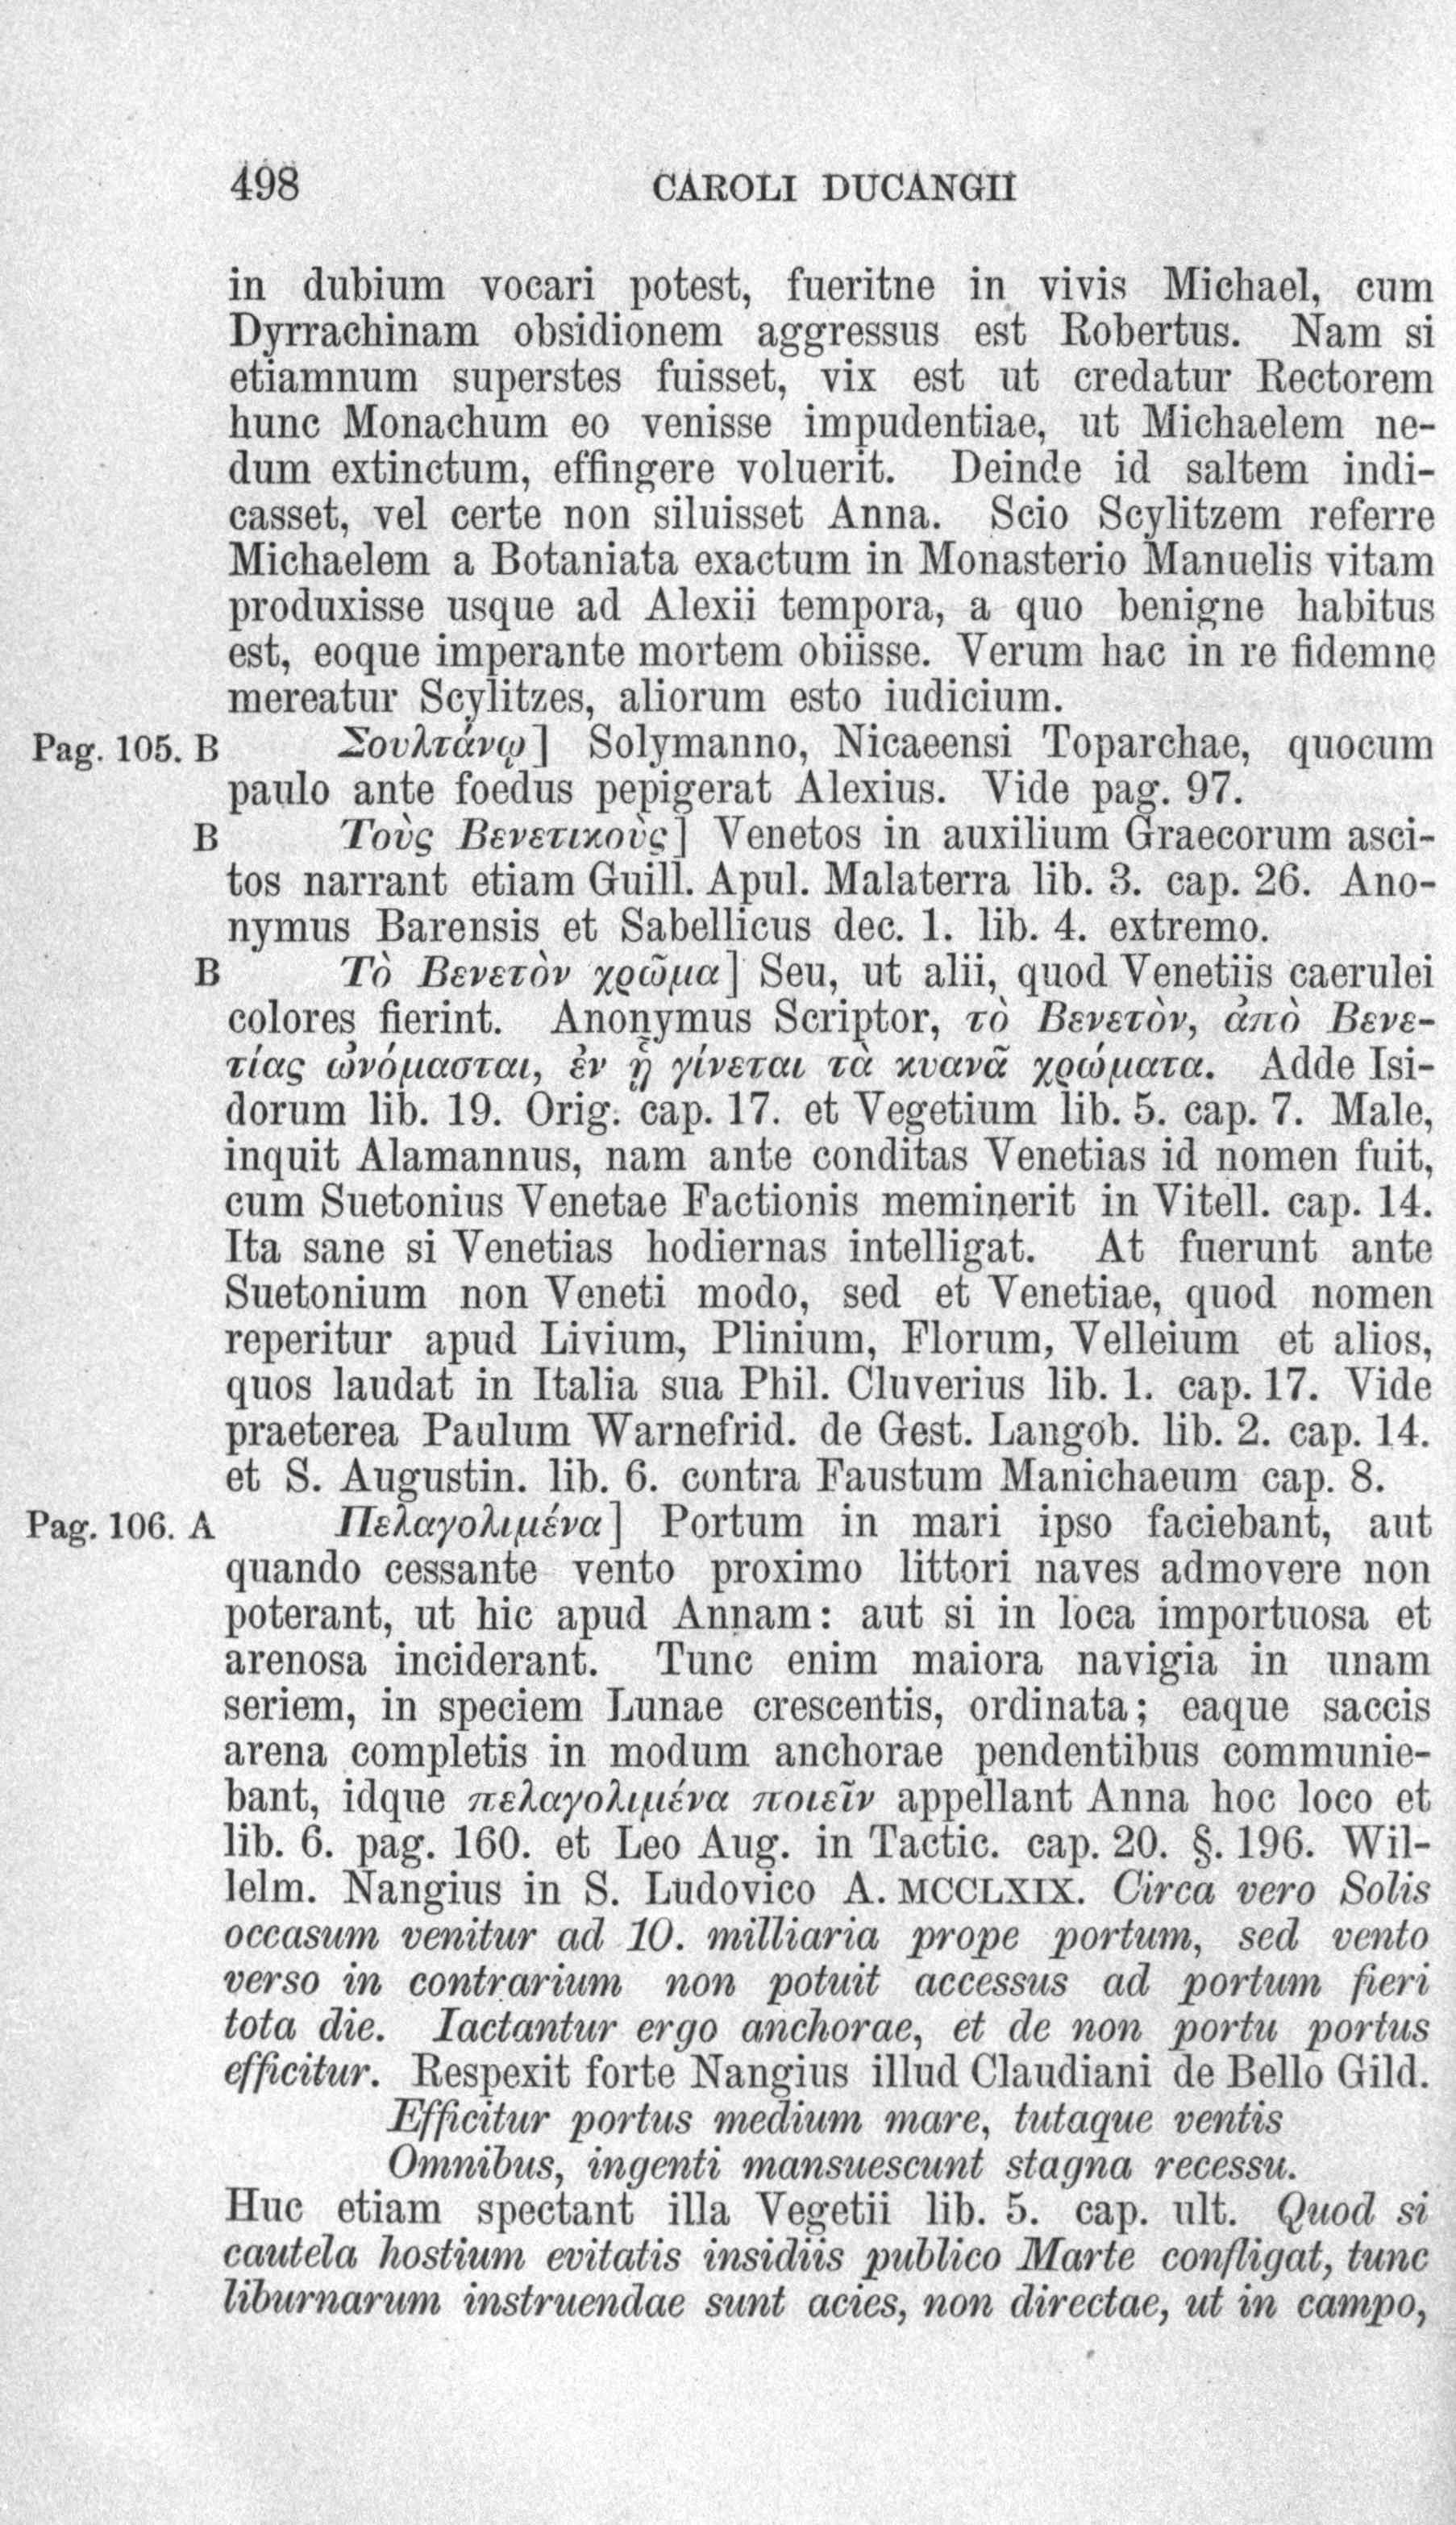 498 CAROLI DUCANGII
in dubium vocari potest, fueritne in vivis Michael, cum
Dyrrachinam obsidionem aggressus est Robertus. Nam si
etiamnum superstes fuisset, vix est ut credatur Rectorem
hunc Monachum eo venisse impudentiae, ut Michaelem ne-
dum extinctum, effingere voluerit. Deinde id saltem indi-
casset, vel certe non siluisset Anna. Scio Scylitzem referre
Michaelem a Botaniata exactum in Monasterio Manuelis vitam
produxisse usque ad Alexii tempora, a quo benigne habitus
est, eoque imperante mortem obiisse. Verum hac in re fidemne
mereatur Scylitzes, aliorum esto iudicium.
Pag. 105. B Σουλτάνῳ] Solymanno, Nicaeensi Toparchae, quocum
paulo ante foedus pepigerat Alexius. Vide pag. 97.
B Τοὺς Βενετικοὺς] Venetos in auxilium Graecorum asci-
tos narrant etiam Guill. Apul. Malaterra lib. 3. cap. 26. Ano-
nymus Barensis et Sabellicus dec. 1. lib. 4. extremo.
B Τὸ Βενετὸν χρῶμα] Seu, ut alii, quod Venetiis caerulei
colores fierint. Anonymus Scriptor, τὸ Βενετὸν, ἀπὸ Βενε-
τίας ὠνόμασται, ἐν ᾗ γίνεται τὰ κυανᾶ χρώματα. Adde Isi-
dorum lib. 19. Orig. cap. 17. et Vegetium lib. 5. cap. 7. Male,
inquit Alamannus, nam ante conditas Venetias id nomen fuit,
cum Suetonius Venetae Factionis meminerit in Vitell. cap. 14.
Ita sane si Venetias hodiernas intelligat. At fuerunt ante
Suetonium non Veneti modo, sed et Venetiae, quod nomen
reperitur apud Livium, Plinium, Florum, Velleium et alios,
quos laudat in Italia sua Phil. Cluverius lib. 1. cap. 17. Vide
praeterea Paulum Warnefrid. de Gest. Langob. lib. 2. cap. 14.
et S. Augustin. lib. 6. contra Faustum Manichaeum cap. 8.
Pag. 106. A Πελαγολιμένα] Portum in mari ipso faciebant, aut
quando cessante vento proximo littori naves admovere non
poterant, ut hic apud Annam: aut si in loca importuosa et
arenosa inciderant. Tunc enim maiora navigia in unam
seriem, in speciem Lunae crescentis, ordinata; eaque saccis
arena completis in modum anchorae pendentibus communie-
bant, idque πελαγολιμένα ποιεῖν appellant Anna hoc loco et
lib. 6. pag. 160. et Leo Aug. in Tactic. cap. 20. §. 196. Wil-
lelm. Nangius in S. Ludovico A. MCCLXIX. Circa vero Solis
occasum venitur ad 10. milliaria prope portum, sed vento
verso in contrarium non potuit accessus ad portum fieri
tota die. Iactantur ergo anchorae, et de non portu portus
efficitur. Respexit forte Nangius illud Claudiani de Bello Gild.
Efficitur portus medium mare, tutaque ventis
Omnibus, ingenti mansuescunt stagna recessu.
Huc etiam spectant illa Vegetii lib. 5. cap. ult. Quod si
cautela hostium evitatis insidiis publico Marte confligat, tunc
liburnarum instruendae sunt acies, non directae, ut in campo,